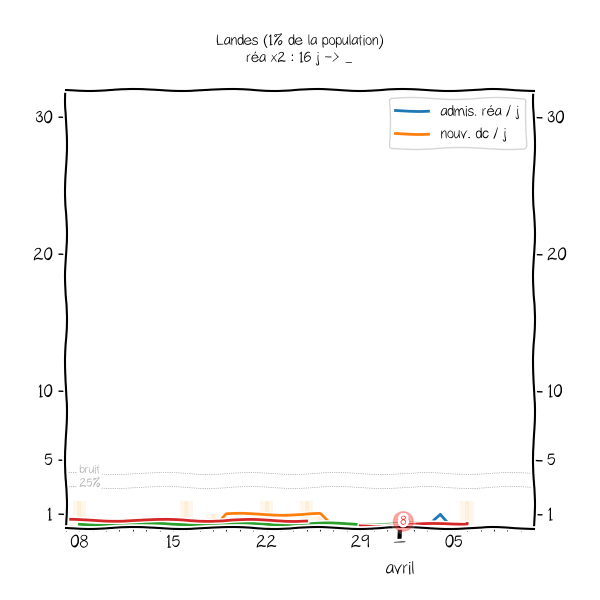 Landes (1% de la population)
réa x2 : 16 j -> _
admis. réa / j
nouv. dc / j
30
30
20
20
10
10
5
5
bruit
25%
1
1
8
08
15
22
29
05
avril